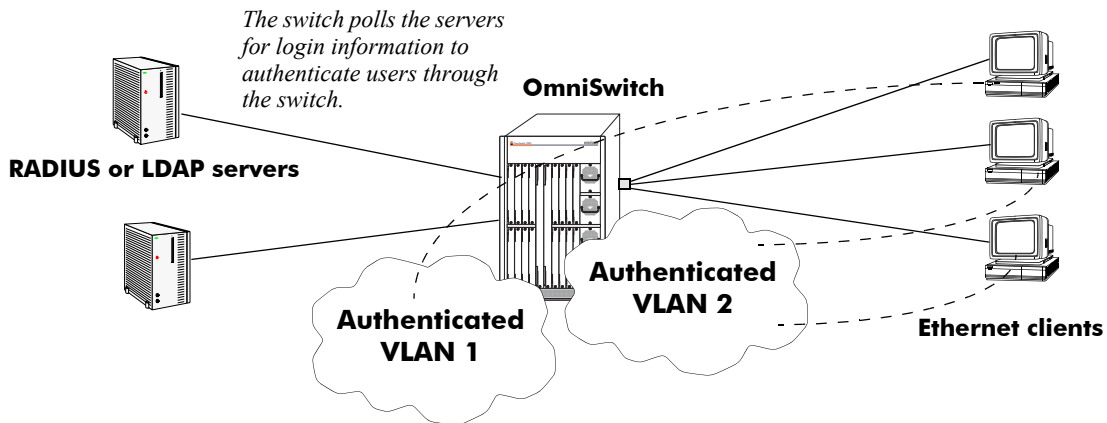 The switch polls the servers
for login information to
authenticate users through
the switch.
OmniSwitch
RADIUS or LDAP servers
Authenticated
VLAN 2
Authenticated
VLAN 1
Ethernet clients